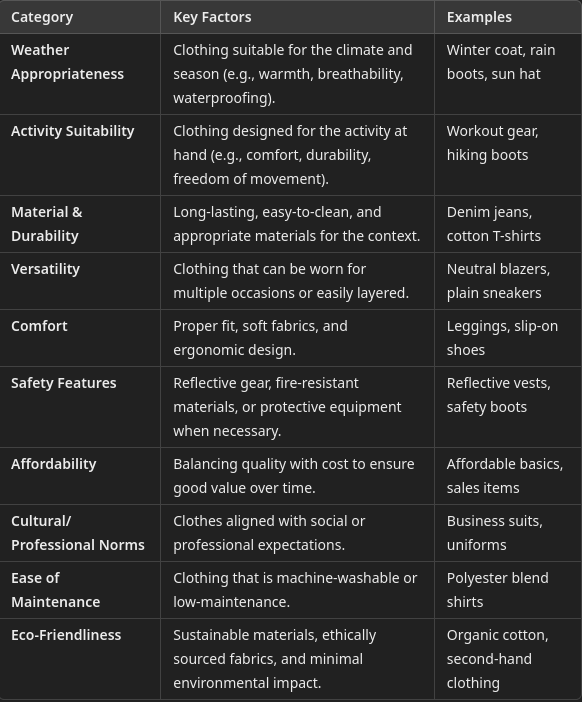 Category Key Factors Examples
Weather Appropriateness
Clothing suitable for the climate and season (e.g., warmth, breathability, waterproofing).
Winter coat, rain boots, sun hat
Activity Suitability
Clothing designed for the activity at hand (e.g., comfort, durability, freedom of movement).
Workout gear, hiking boots
Material & Durability
Long-lasting, easy-to-clean, and appropriate materials for the context.
Denim jeans, cotton T-shirts
Versatility
Clothing that can be worn for multiple occasions or easily layered.
Neutral blazers, plain sneakers
Comfort
Proper fit, soft fabrics, and ergonomic design.
Leggings, slip-on shoes
Safety Features
Reflective gear, fire-resistant materials, or protective equipment when necessary.
Reflective vests, safety boots
Affordability
Balancing quality with cost to ensure good value over time.
Affordable basics, sales items
Cultural/ Professional Norms
Clothes aligned with social or professional expectations.
Business suits, uniforms
Ease of Maintenance
Clothing that is machine-washable or low-maintenance.
Polyester blend shirts
Eco-Friendliness
Sustainable materials, ethically sourced fabrics, and minimal environmental impact.
Organic cotton, second-hand clothing